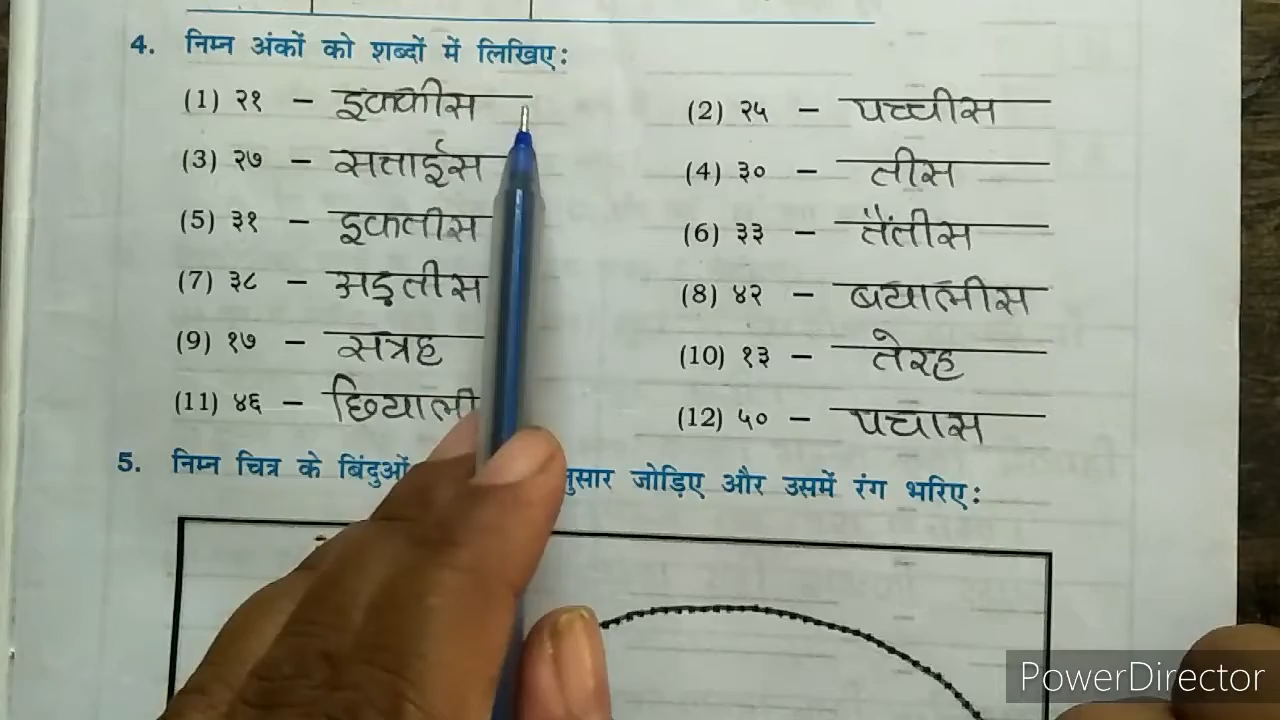 4. निम्न अंकों को शब्दों में लिखिए:
(1) २१ – इक्कीस (2) २५ – पच्चीस
(3) २७ – सत्ताईस (4) ३० – तीस
(5) ३१ – इकतीस (6) ३३ – तैंतीस
(7) ३८ – अड़तीस (8) ४२ – बयालीस
(9) १७ – सत्रह (10) १३ – तेरह
(11) ४६ – छियाली (12) ५० – पचास
5. निम्न चित्र के बिंदुओं नुसार जोड़िए और उसमें रंग भरिए:
PowerDirector